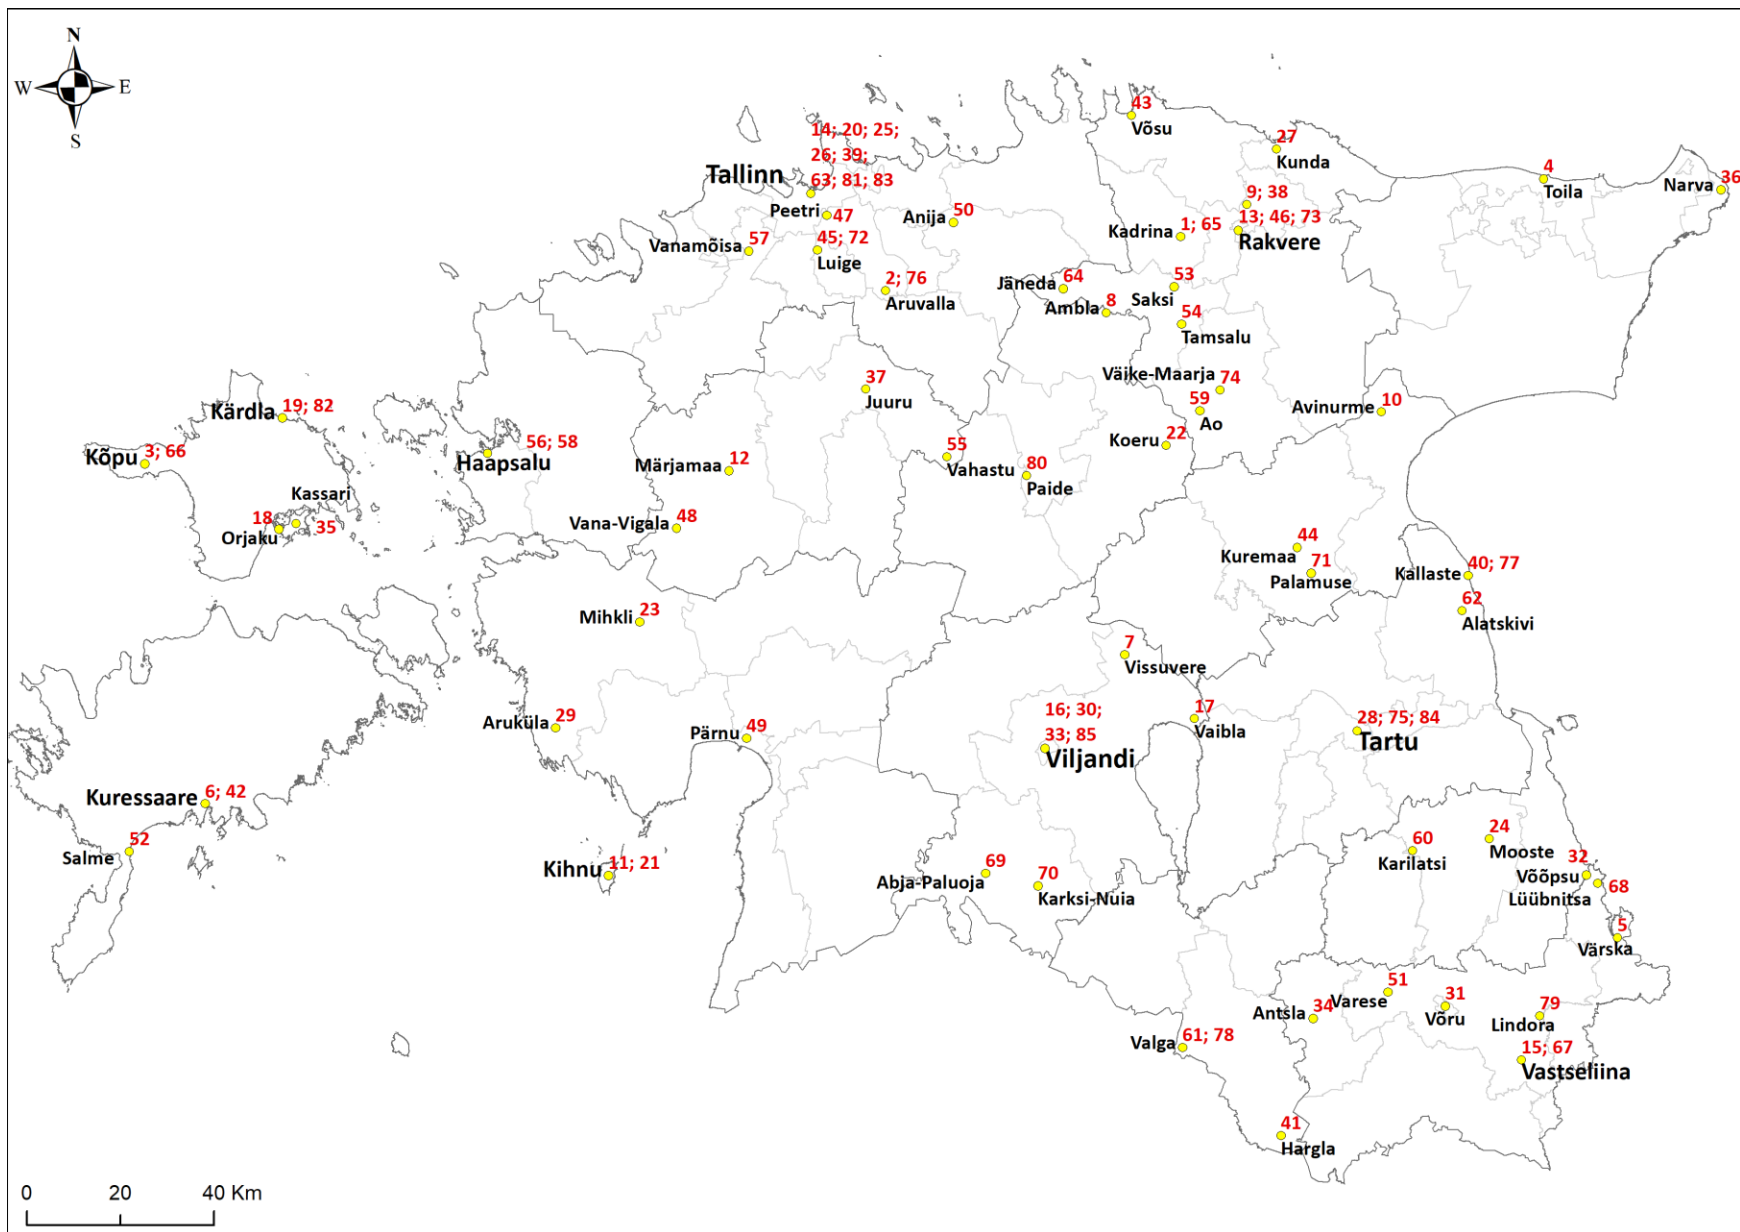 N
W
E
S
43
Võsu
14; 20; 25;
26; 39;
63; 81; 83
Tallinn
27
Kunda
4
Toila
Narva
36
Peetri
47
Anija
50
9; 38
13; 46; 73
Rakvere
Kadrina
1; 65
Vanamõisa
57
45; 72
Luige
2; 76
Aruvalla
Jäneda
64
53
Saksi
Ambla
8
54
Tamsalu
37
Juuru
Väike-Maarja
74
59
Ao
Avinurme
10
Kärdla
19; 82
Kõpu
3; 66
56; 58
Haapsalu
Märjamaa
12
55
Vahastu
80
Paide
Koeru
22
Kassari
18
35
Orjaku
Vana-Vigala
48
44
Kuremaa
71
Palamuse
Kallaste
40; 77
62
Alatskivi
Mihkli
23
7
Vissuvere
Aruküla
29
Pärnu
49
16; 30;
33; 85
Viljandi
17
Vaibla
28; 75; 84
Tartu
Kuressaare
6; 42
Salme
52
Kihnu
11; 21
Abja-Paluoja
69
70
Karksi-Nuia
60
Karilatsi
24
Mooste
32
Võõpsu
68
Lüübnitsa
5
Värska
51
Varese
Antsla
34
31
Võru
79
Lindora
15; 67
Vastseliina
Valga
61; 78
41
Hargla
0 20 40 Km